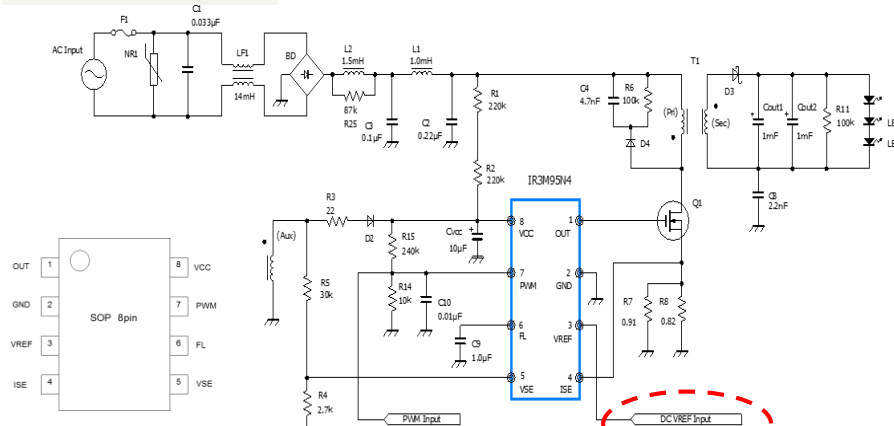 F1
C1
0.033µF
AC Input
NR1
LF1
14mH
BD
L2
1.5mH
L1
1.0mH
87k
R25
C3
0.1µF
C2
0.22µF
R1
220k
R2
220k
C4
4.7nF
R6
100k
D4
T1
(Pri)
(Sec)
D3
Cout1
1mF
Cout2
1mF
R11
100k
LE
LE
CB
2.2nF
Q1
IR3M95N4
8
VCC
1
OUT
7
PWM
2
GND
6
FL
3
VREF
5
VSE
4
ISE
R3
22
D2
(Aux)
R15
240k
Cvcc
10µF
R5
30k
R14
10k
C10
0.01µF
C9
1.0µF
R4
2.7k
R7
0.91
R8
0.82
PWM Input
DC VREF Input
OUT 1
8 VCC
GND 2
7 PWM
SOP 8pin
VREF 3
6 FL
ISE 4
5 VSE